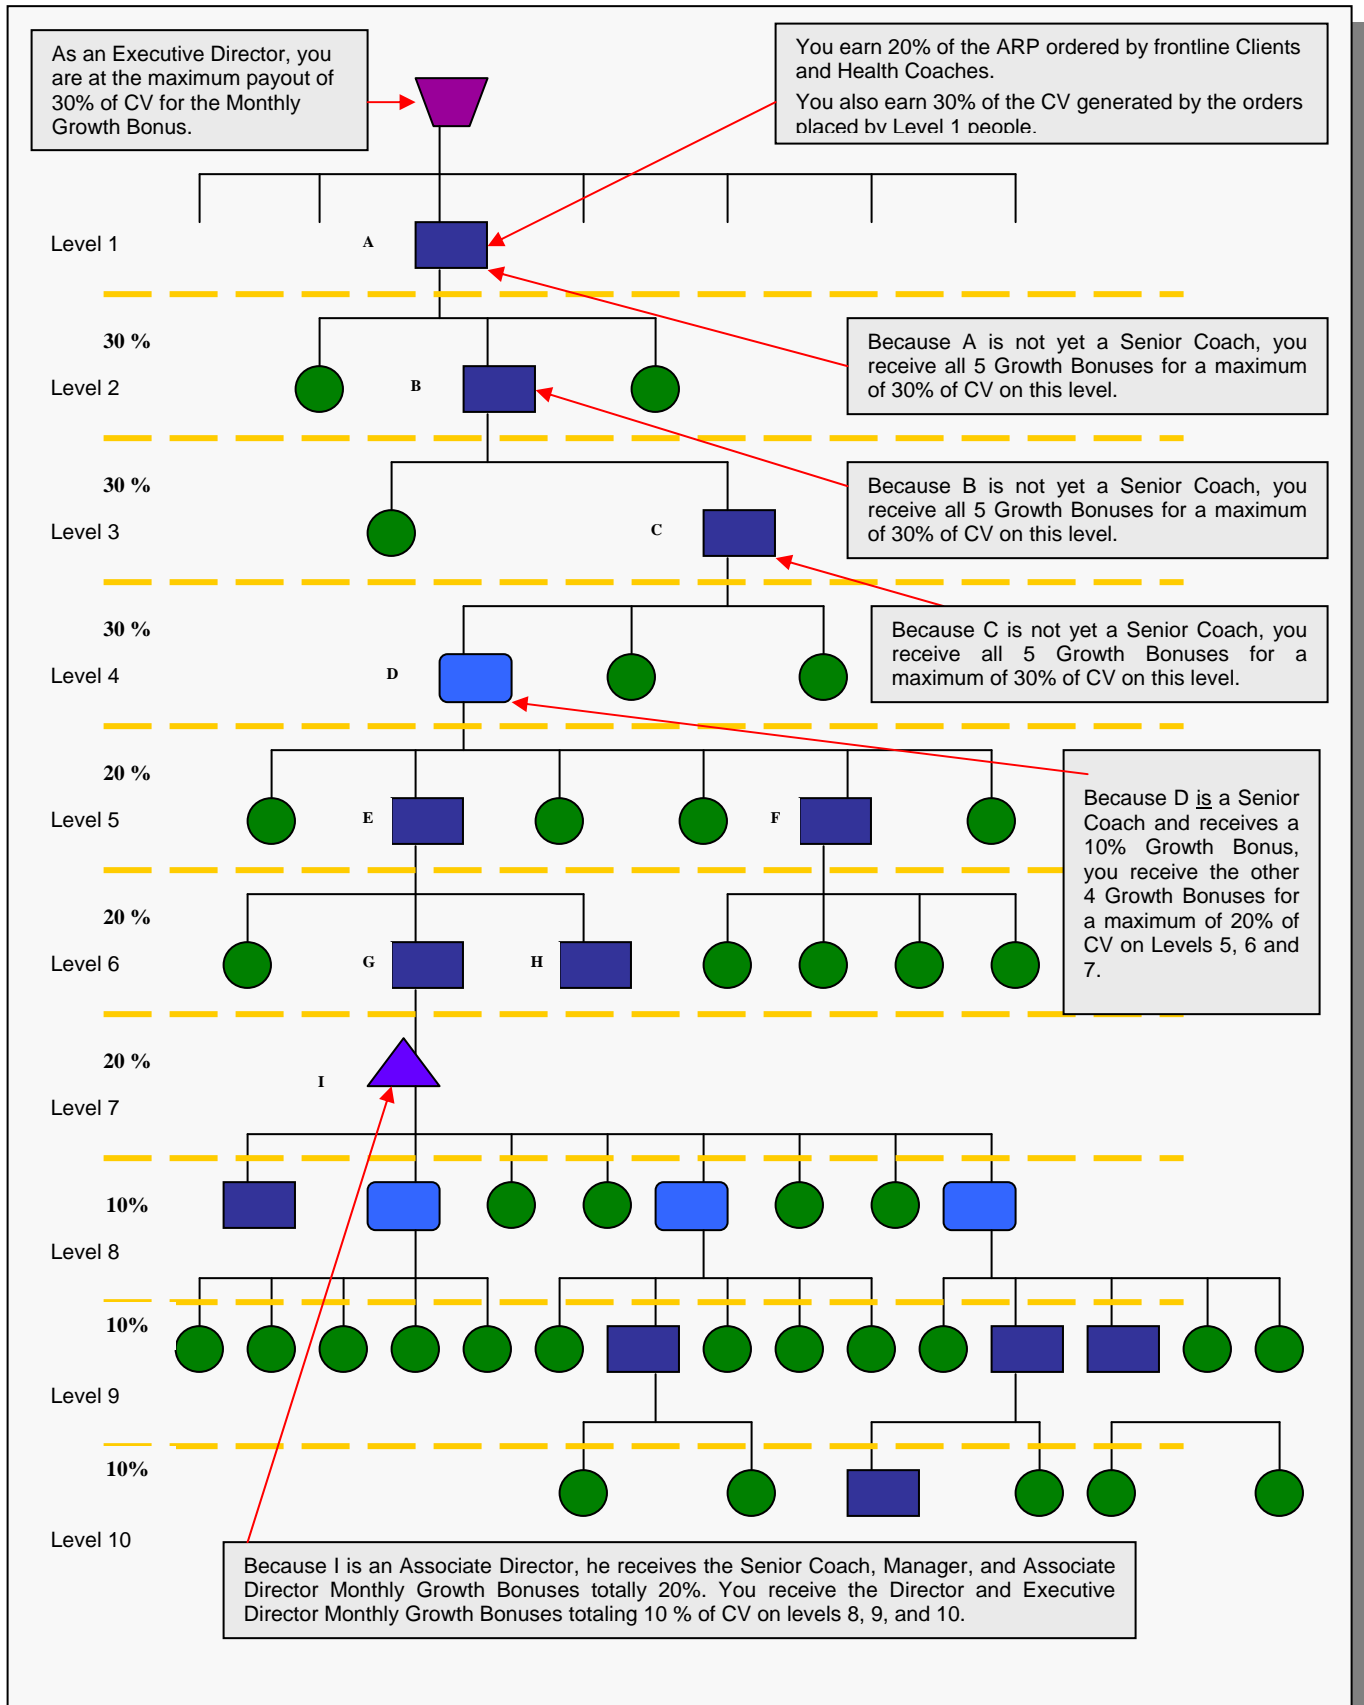 As an Executive Director, you
are at the maximum payout of
30% of CV for the Monthly
Growth Bonus.
You earn 20% of the ARP ordered by frontline Clients
and Health Coaches.
You also earn 30% of the CV generated by the orders
placed by Level 1 people.
Level 1
A
30 %
Because A is not yet a Senior Coach, you
receive all 5 Growth Bonuses for a maximum
of 30% of CV on this level.
Level 2
B
30 %
Because B is not yet a Senior Coach, you
receive all 5 Growth Bonuses for a maximum
of 30% of CV on this level.
Level 3
C
30 %
Because C is not yet a Senior Coach, you
receive all 5 Growth Bonuses for a
maximum of 30% of CV on this level.
Level 4
D
20 %
Level 5
E
F
Because D is a Senior
Coach and receives a
10% Growth Bonus,
you receive the other
4 Growth Bonuses for
a maximum of 20% of
CV on Levels 5, 6 and
7.
20 %
Level 6
G
H
20 %
I
Level 7
10%
Level 8
10%
Level 9
10%
Level 10
Because I is an Associate Director, he receives the Senior Coach, Manager, and Associate
Director Monthly Growth Bonuses totally 20%. You receive the Director and Executive
Director Monthly Growth Bonuses totaling 10 % of CV on levels 8, 9, and 10.